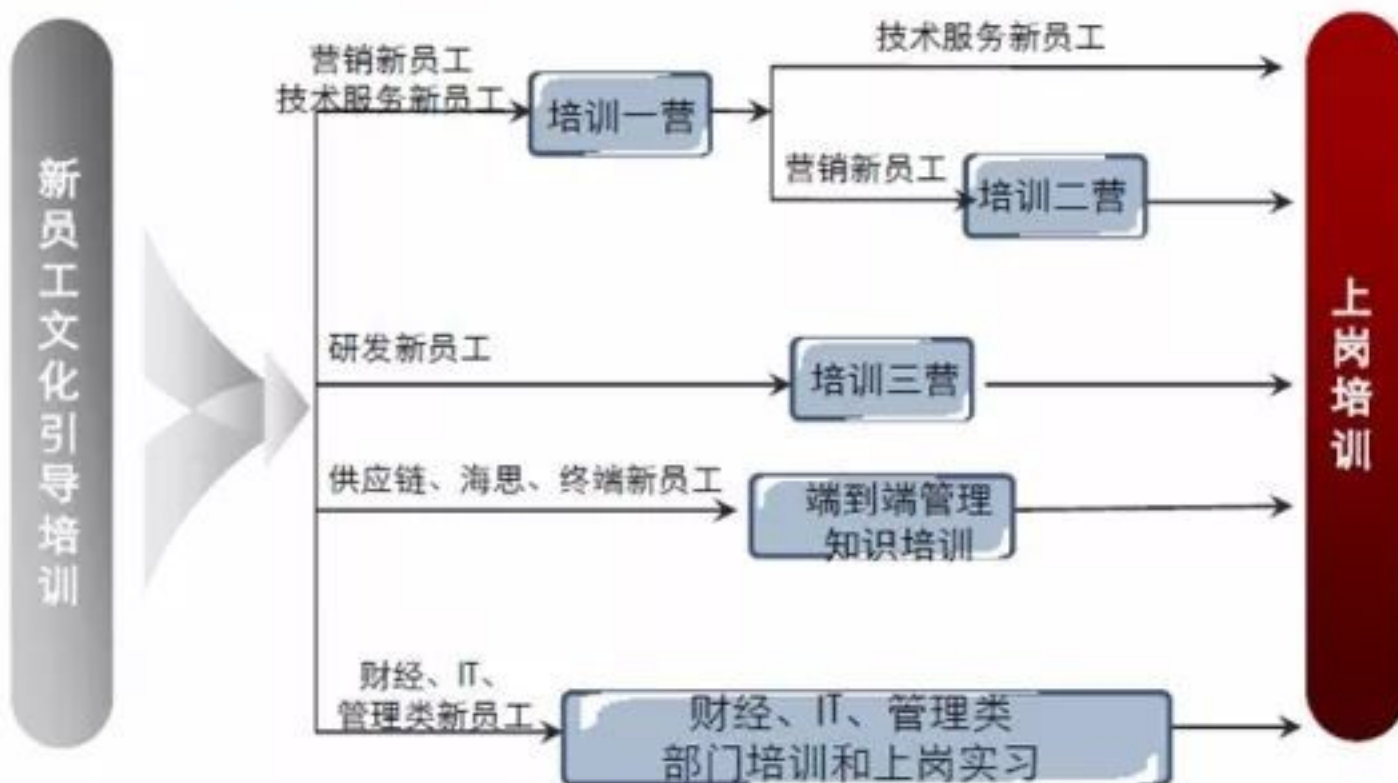 新员工文化引导培训
营销新员工
技术服务新员工
培训一营
技术服务新员工
营销新员工
培训二营
研发新员工
培训三营
供应链、海思、终端新员工
端到端管理
知识培训
财经、IT、
管理类新员工
财经、IT、管理类
部门培训和上岗实习
上岗培训